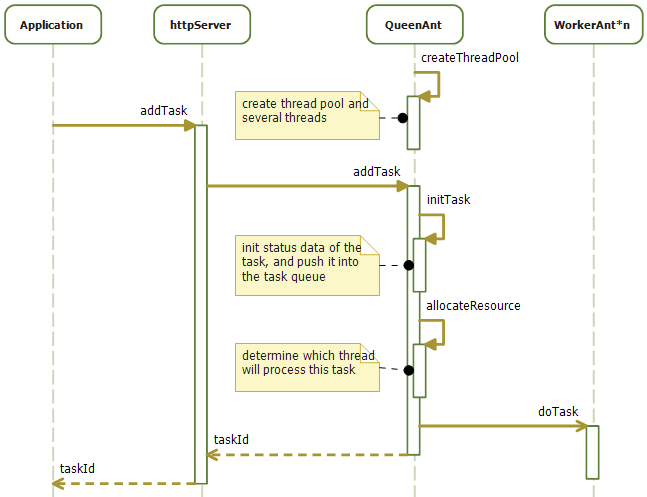 Application
httpServer
QueenAnt
WorkerAnt*n
createThreadPool
create thread pool and
several threads
addTask
addTask
initTask
init status data of the
task, and push it into
the task queue
allocateResource
determine which thread
will process this task
doTask
taskId
taskId